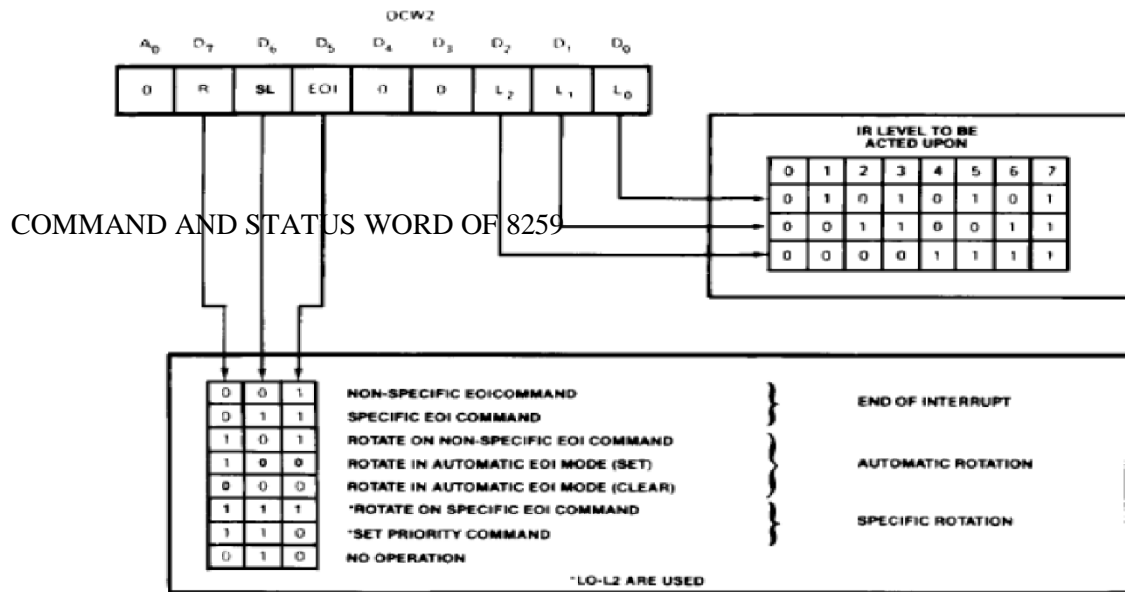 OCW2
A0 D7 D6 D5 D4 D3 D2 D1 D0
0 R SL EOI 0 0 L2 L1 L0
IR LEVEL TO BE
ACTED UPON
0 1 2 3 4 5 6 7
0 1 0 1 0 1 0 1
0 0 1 1 0 0 1 1
0 0 0 0 1 1 1 1
COMMAND AND STATUS WORD OF 8259
0 0 1 NON-SPECIFIC EOICOMMAND
0 1 1 SPECIFIC EOI COMMAND
END OF INTERRUPT
1 0 1 ROTATE ON NON-SPECIFIC EOI COMMAND
1 0 0 ROTATE IN AUTOMATIC EOI MODE (SET)
0 0 0 ROTATE IN AUTOMATIC EOI MODE (CLEAR)
AUTOMATIC ROTATION
1 1 1 *ROTATE ON SPECIFIC EOI COMMAND
1 1 0 *SET PRIORITY COMMAND
SPECIFIC ROTATION
0 1 0 NO OPERATION
*LO-L2 ARE USED